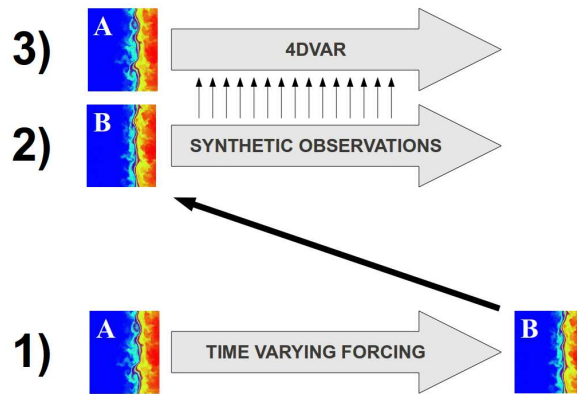 A
3) 4DVAR
B
2) SYNTHETIC OBSERVATIONS
A B
1) TIME VARYING FORCING